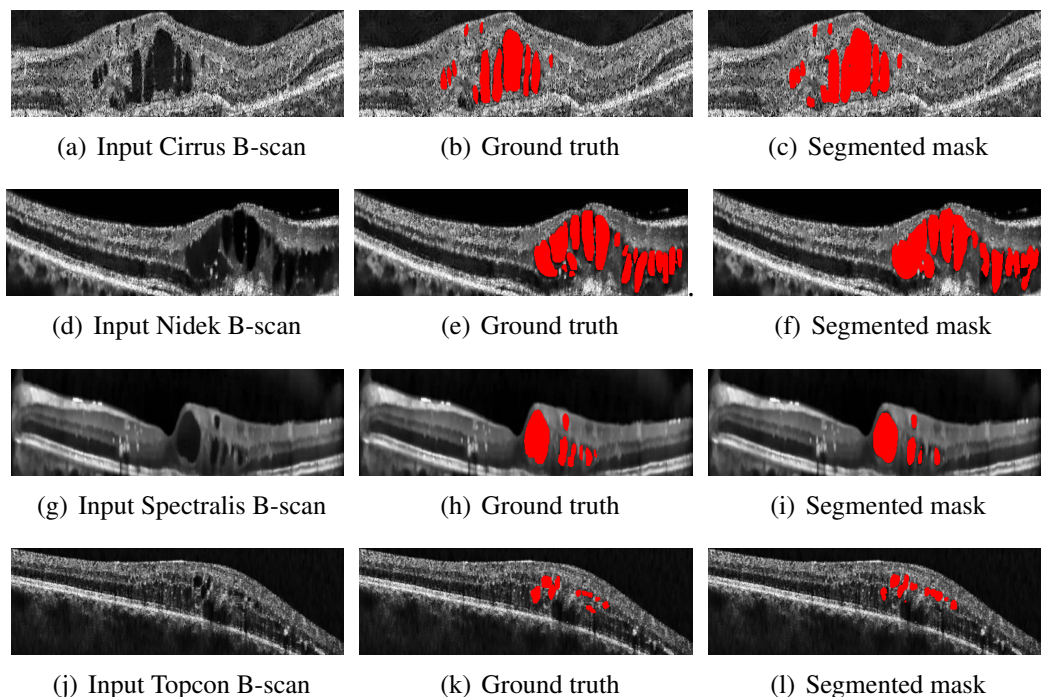 (a) Input Cirrus B-scan (b) Ground truth (c) Segmented mask
(d) Input Nidek B-scan (e) Ground truth (f) Segmented mask
(g) Input Spectralis B-scan (h) Ground truth (i) Segmented mask
(j) Input Topcon B-scan (k) Ground truth (l) Segmented mask